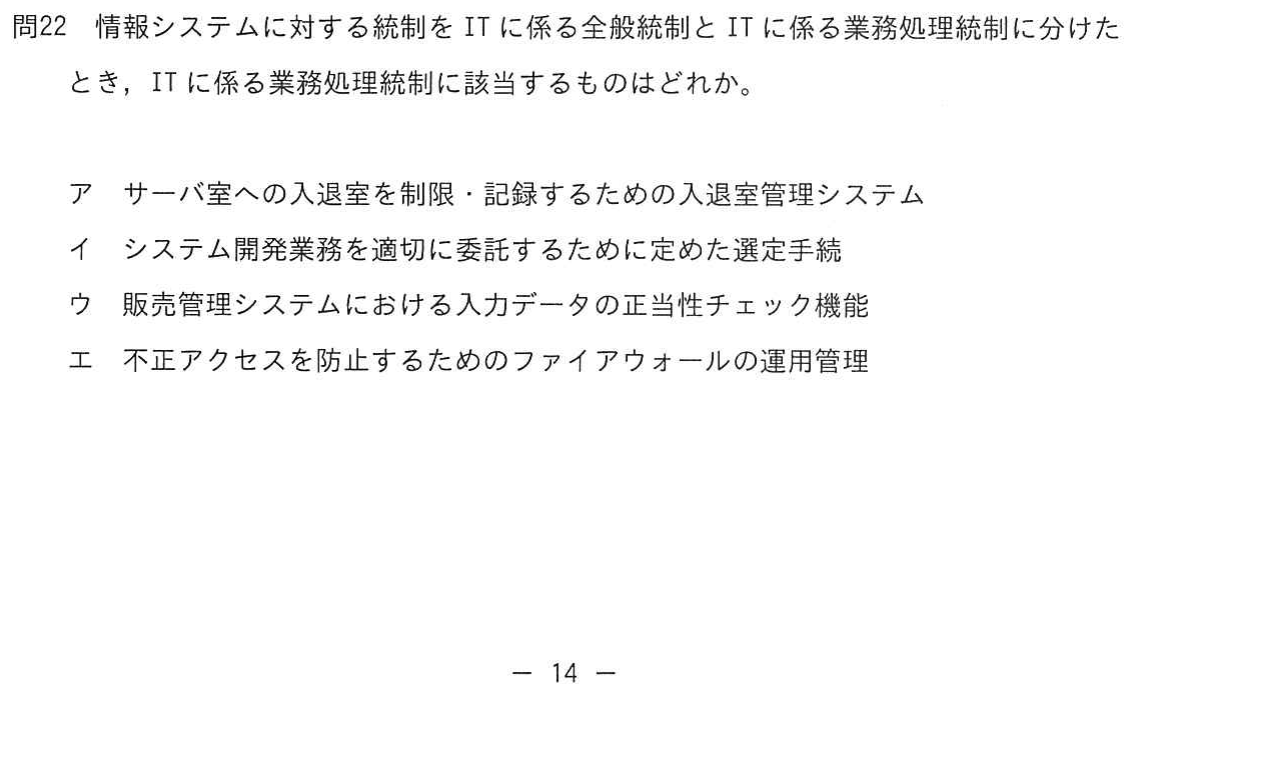 問22　情報システムに対する統制を IT に係る全般統制と IT に係る業務処理統制に分けた
とき，IT に係る業務処理統制に該当するものはどれか。
ア　サーバ室への入退室を制限・記録するための入退室管理システム
イ　システム開発業務を適切に委託するために定めた選定手続
ウ　販売管理システムにおける入力データの正当性チェック機能
エ　不正アクセスを防止するためのファイアウォールの運用管理
－ 14 －